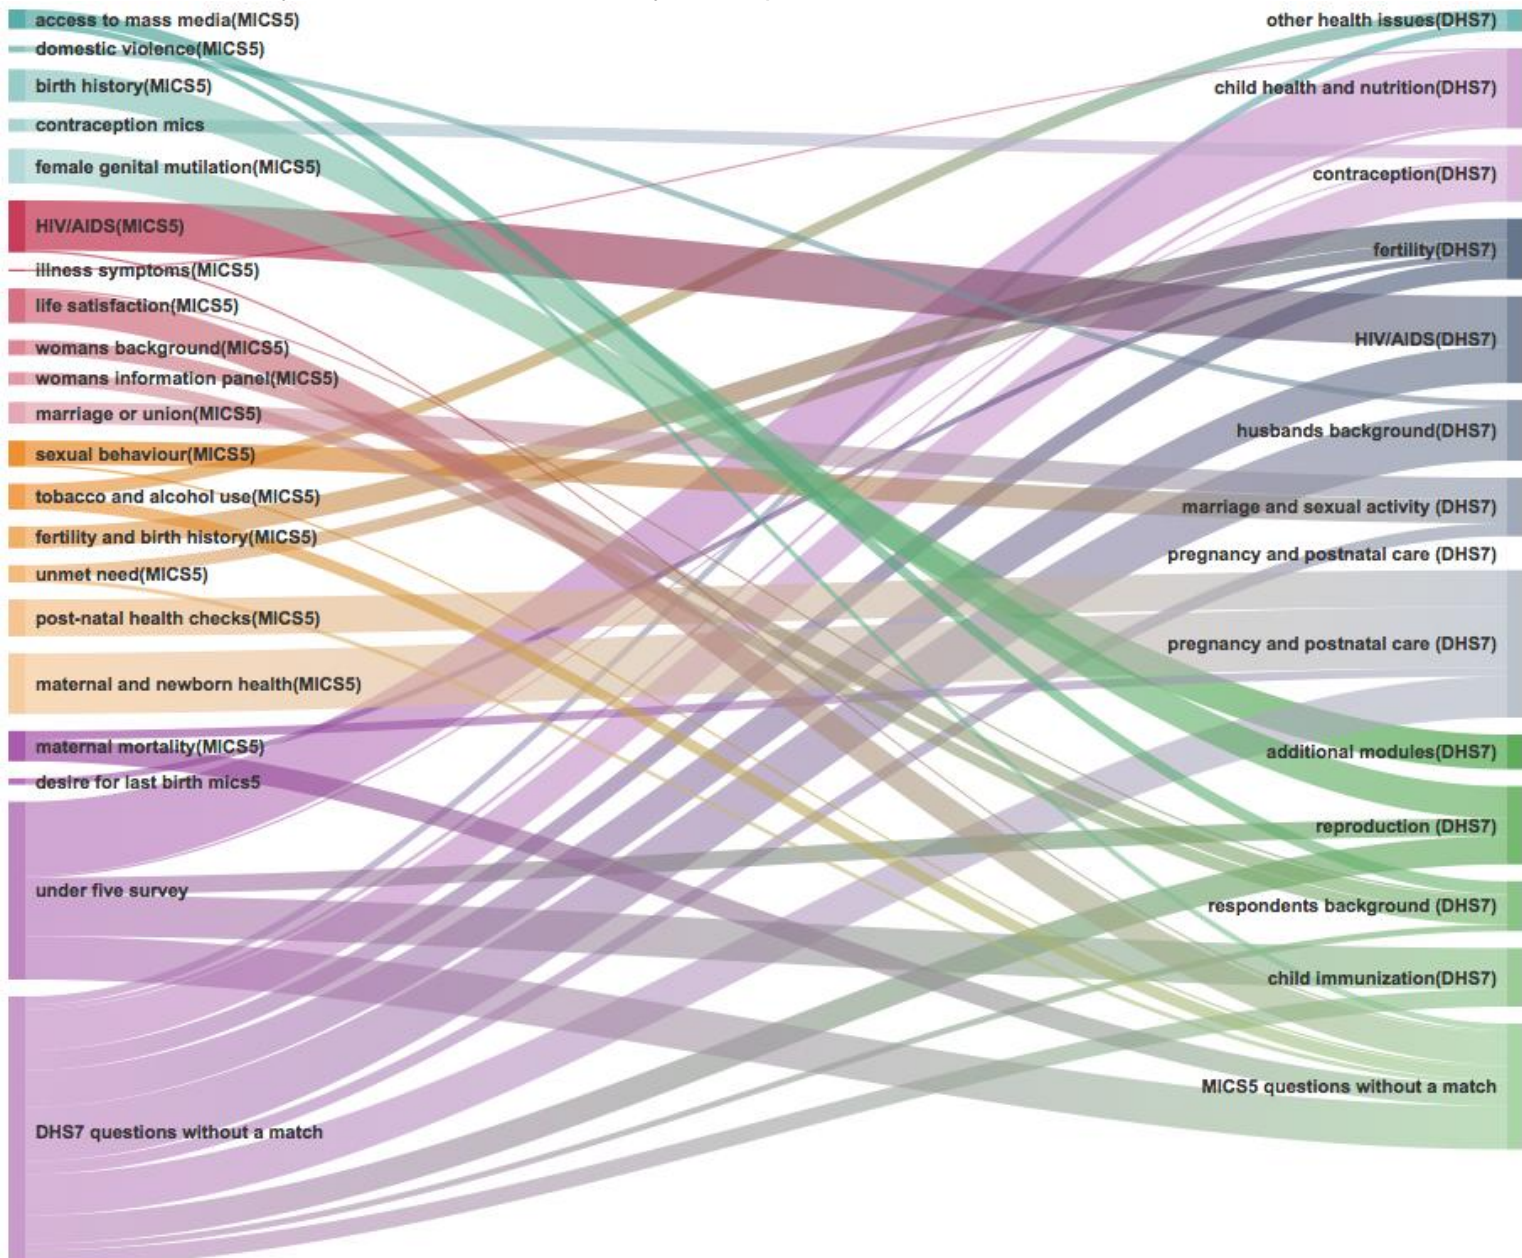 access to mass media(MICS5)
domestic violence(MICS5)
birth history(MICS5)
contraception mics
female genital mutilation(MICS5)
HIV/AIDS(MICS5)
illness symptoms(MICS5)
life satisfaction(MICS5)
womans background(MICS5)
womans information panel(MICS5)
marriage or union(MICS5)
sexual behaviour(MICS5)
tobacco and alcohol use(MICS5)
fertility and birth history(MICS5)
unmet need(MICS5)
post-natal health checks(MICS5)
maternal and newborn health(MICS5)
maternal mortality(MICS5)
desire for last birth mics5
under five survey
DHS7 questions without a match
other health issues(DHS7)
child health and nutrition(DHS7)
contraception(DHS7)
fertility(DHS7)
HIV/AIDS(DHS7)
husbands background(DHS7)
marriage and sexual activity (DHS7)
pregnancy and postnatal care (DHS7)
pregnancy and postnatal care (DHS7)
additional modules(DHS7)
reproduction (DHS7)
respondents background (DHS7)
child immunization(DHS7)
MICS5 questions without a match